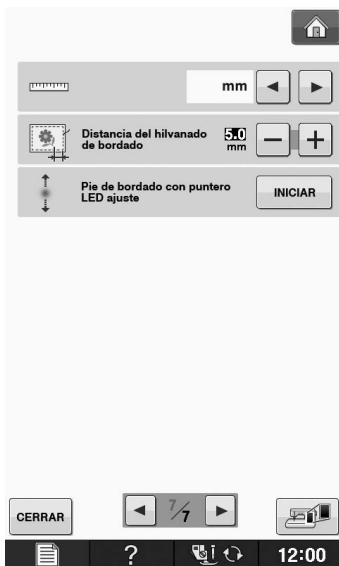 mm
Distancia del hilvanado 5.0
de bordado mm
Pie de bordado con puntero
LED ajuste INICIAR
CERRAR 7/7
? 12:00